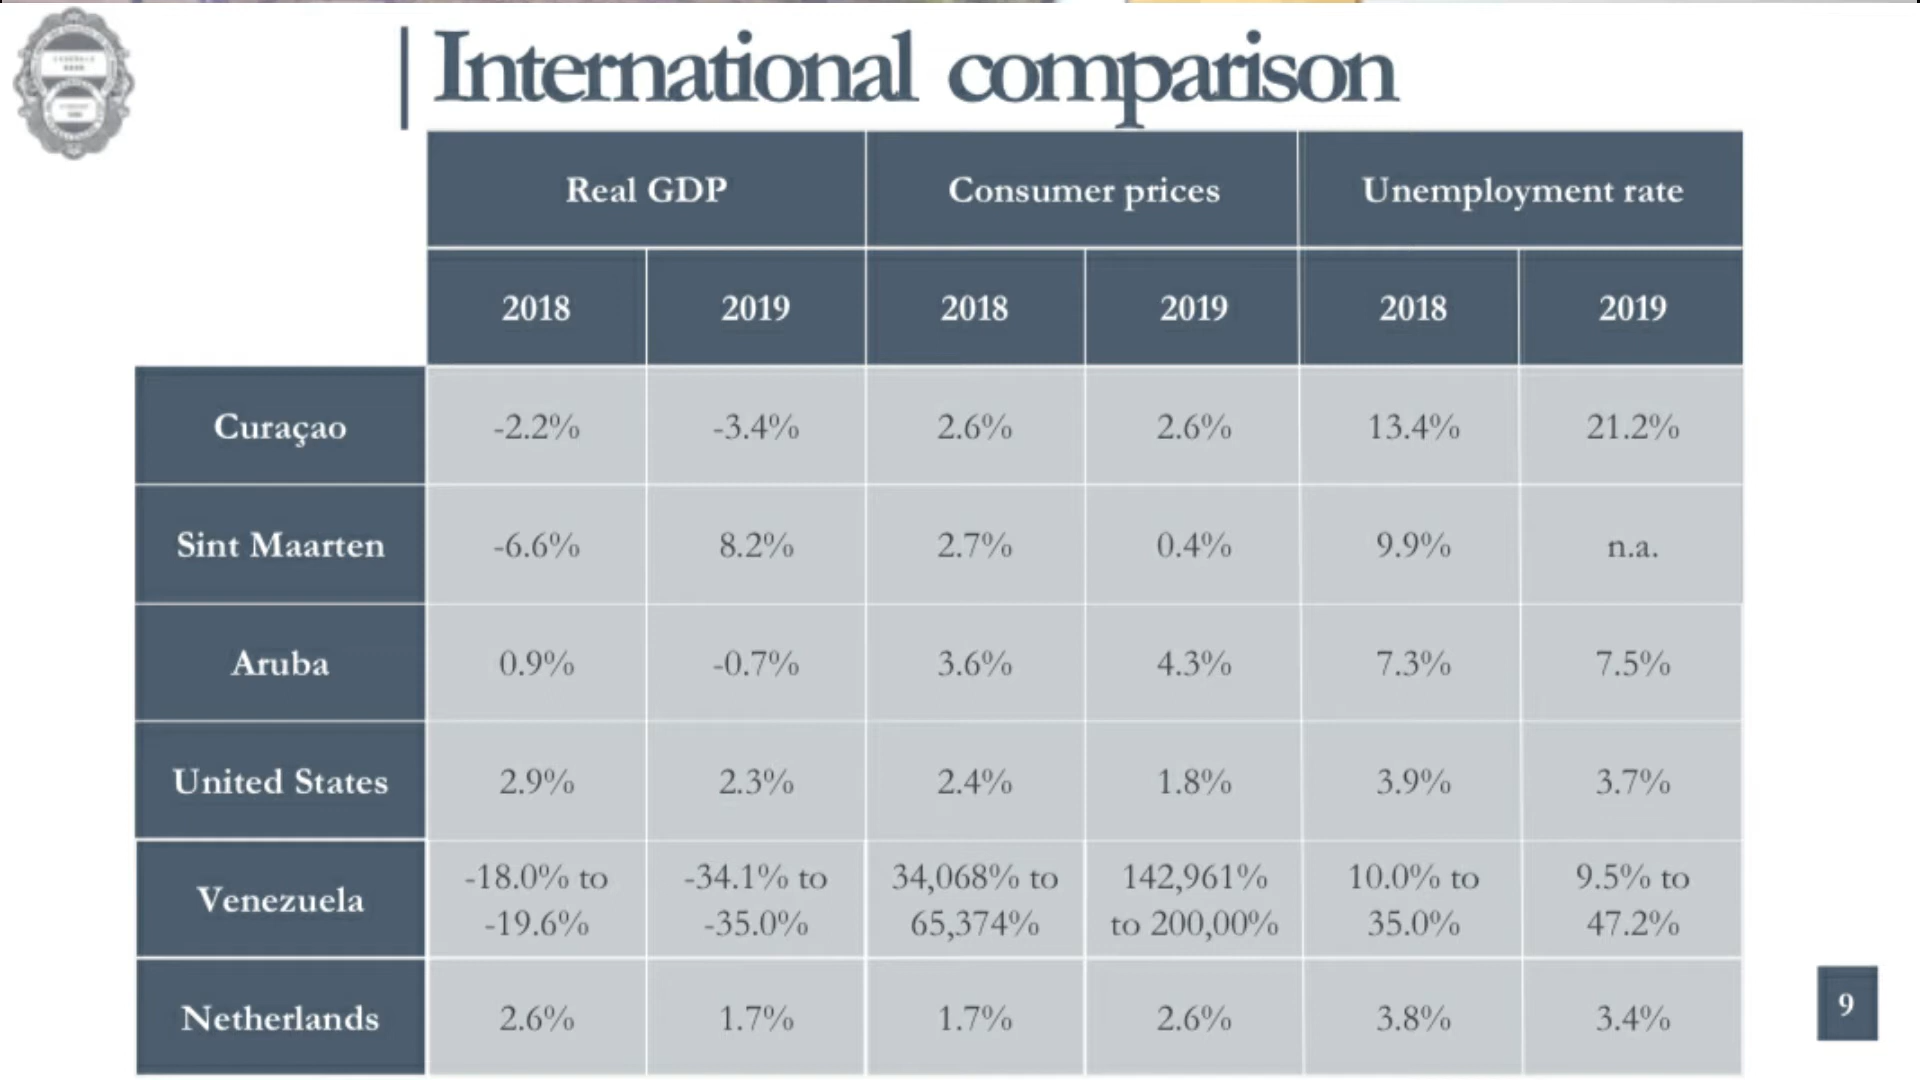 International comparison
Real GDP Consumer prices Unemployment rate
2018 2019 2018 2019 2018 2019
Curaçao -2.2% -3.4% 2.6% 2.6% 13.4% 21.2%
Sint Maarten -6.6% 8.2% 2.7% 0.4% 9.9% n.a.
Aruba 0.9% -0.7% 3.6% 4.3% 7.3% 7.5%
United States 2.9% 2.3% 2.4% 1.8% 3.9% 3.7%
Venezuela -18.0% to -19.6% -34.1% to -35.0% 34,068% to 65,374% 142,961% to 200,00% 10.0% to 35.0% 9.5% to 47.2%
Netherlands 2.6% 1.7% 1.7% 2.6% 3.8% 3.4%
9